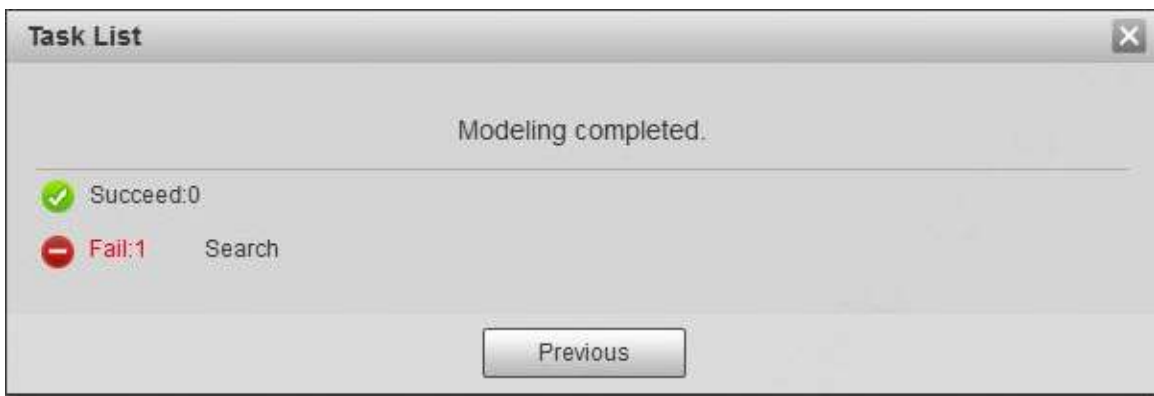 Task List
Modeling completed.
Succeed:0
Fail:1 Search
Previous